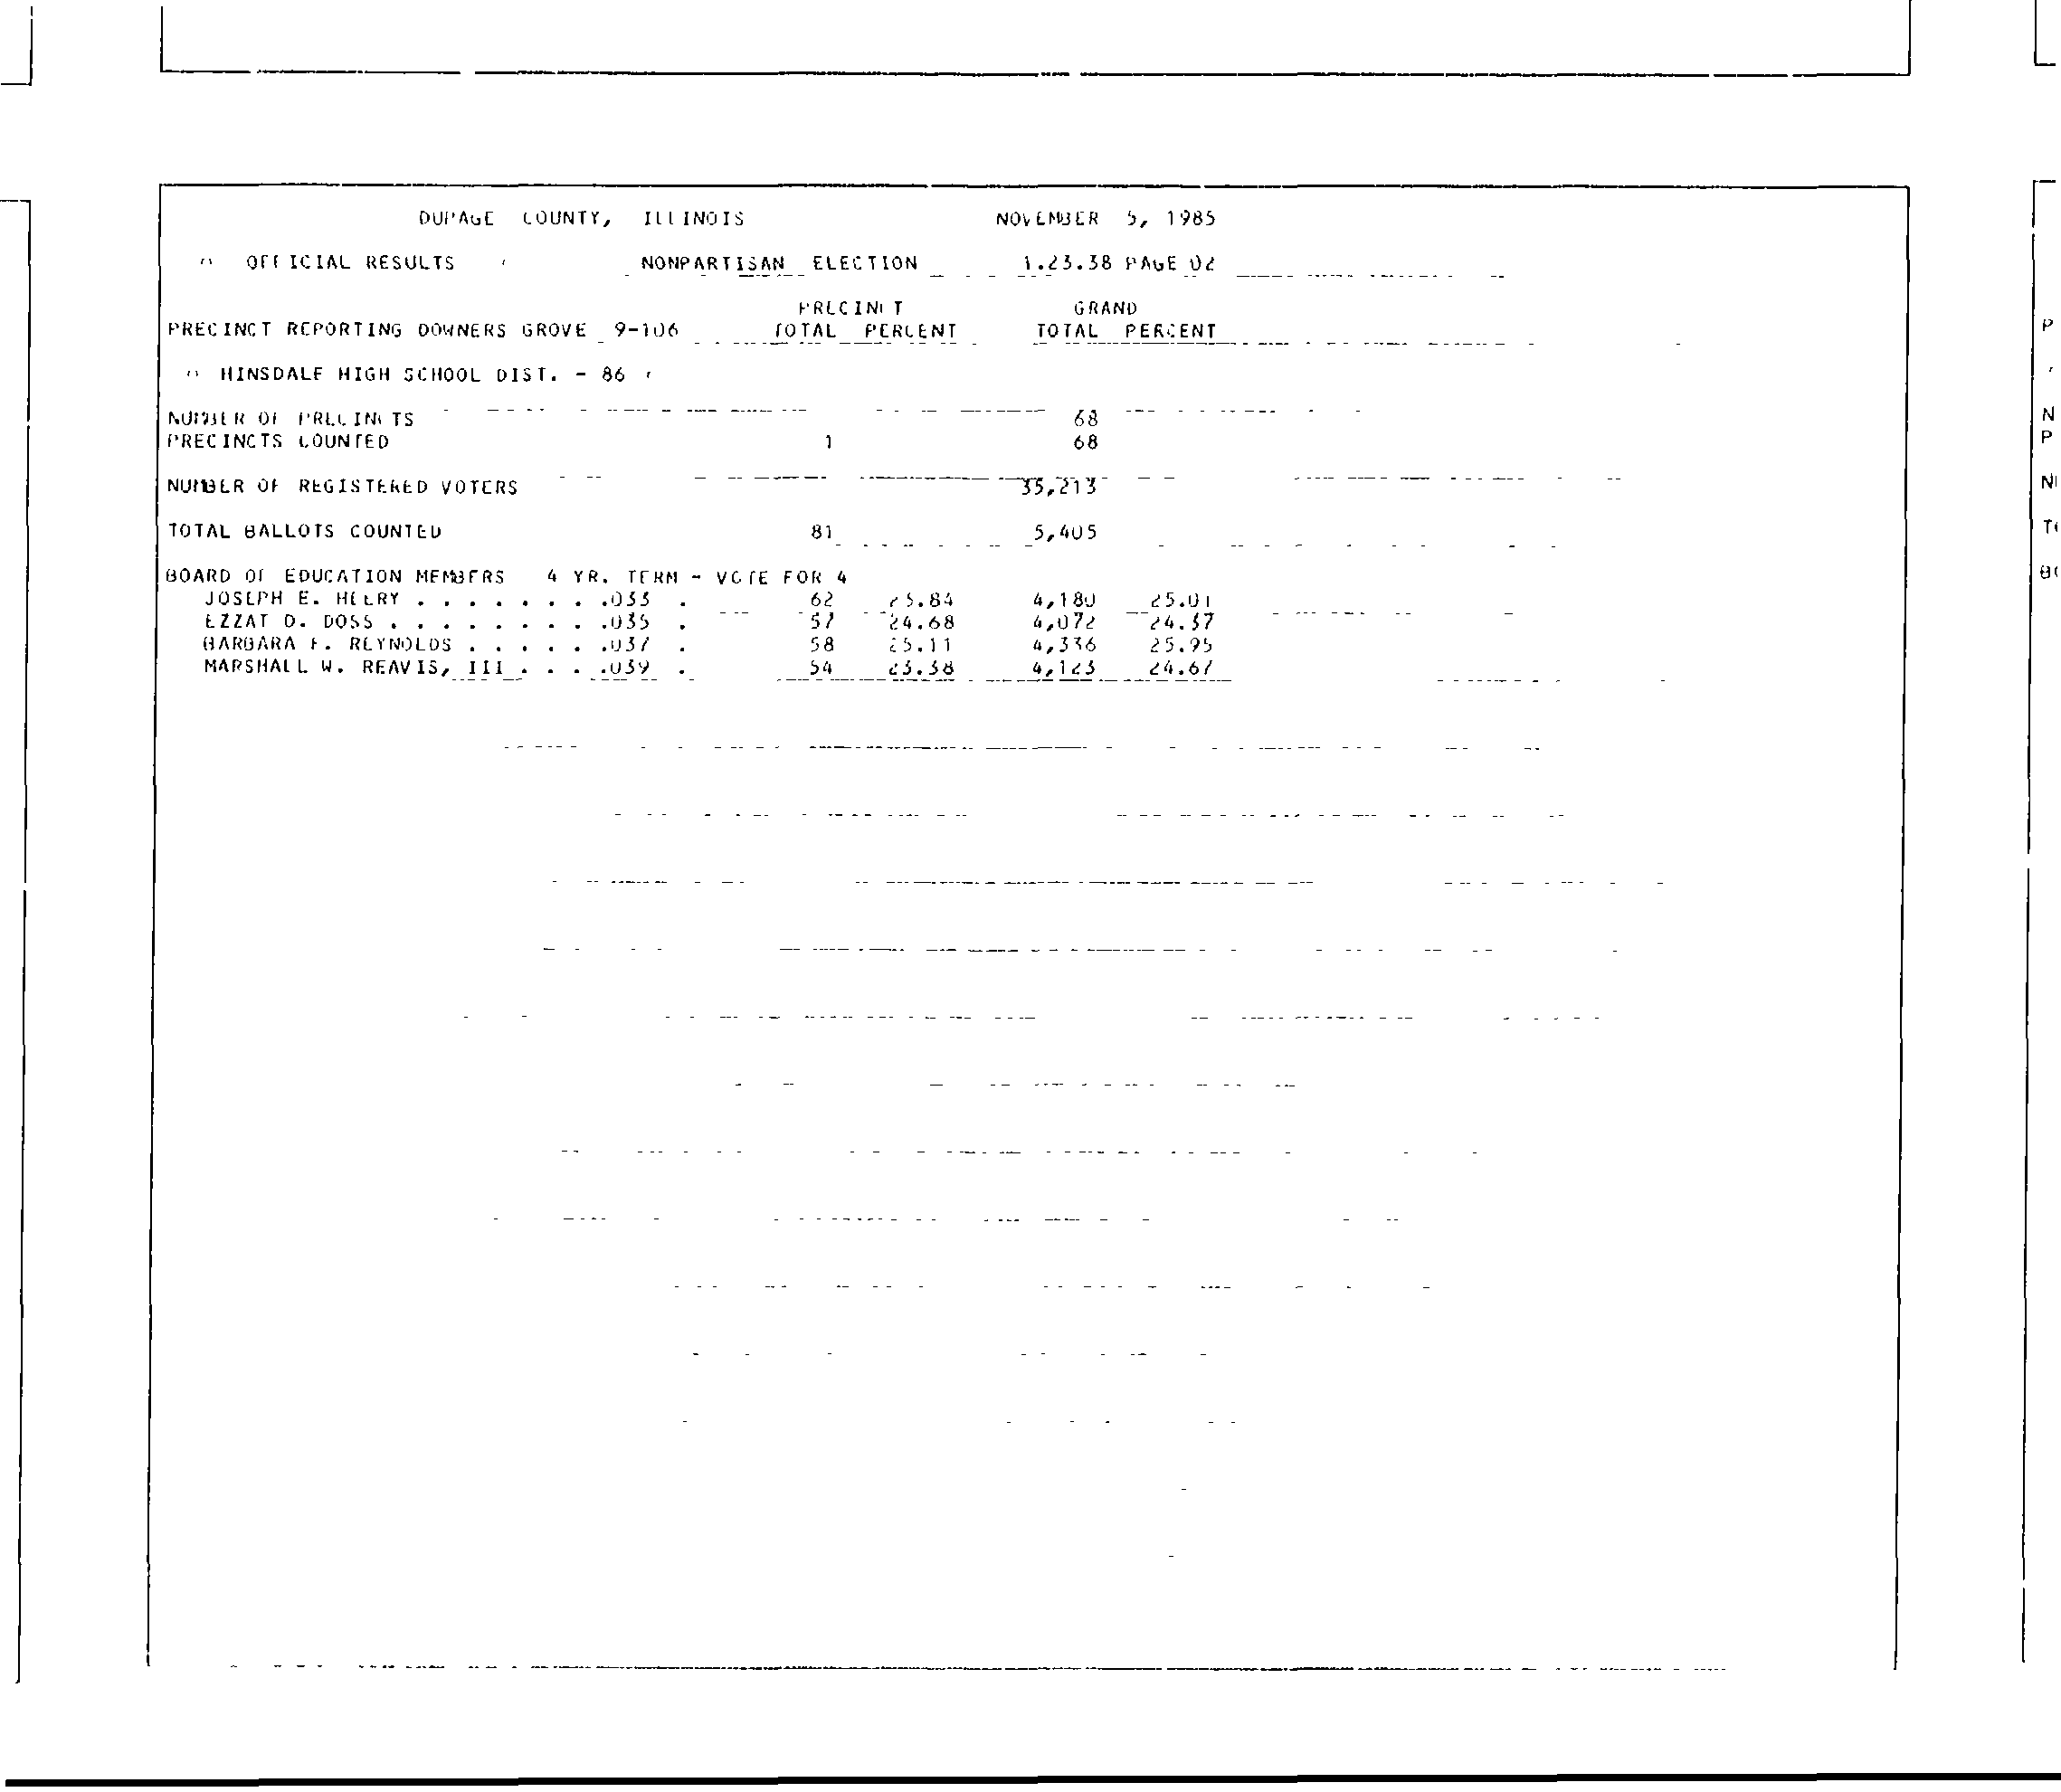 DUPAGE COUNTY, ILLINOIS NOVEMBER 5, 1985
OFFICIAL RESULTS NONPARTISAN ELECTION 1.23.38 PAGE 02
PRECINCT GRAND
PRECINCT REPORTING DOWNERS GROVE 9-106 TOTAL PERCENT TOTAL PERCENT
HINSDALE HIGH SCHOOL DIST. - 86
NUMBER OF PRECINCTS 68
PRECINCTS COUNTED 1 68
NUMBER OF REGISTERED VOTERS 35,213
TOTAL BALLOTS COUNTED 81 5,405
BOARD OF EDUCATION MEMBERS 4 YR. TERM - VOTE FOR 4
JOSEPH E. . . . . . . . .033 . 62 26.84 4,180 25.01
EZZAT D. DOSS . . . . . . . . .035 . 57 24.68 4,072 24.37
BARBARA F. REYNOLDS . . . . . .037 . 58 25.11 4,336 25.95
MARSHALL W. REAVIS, III . . . .039 . 54 23.38 4,123 24.67
P
N
P
N
T
B